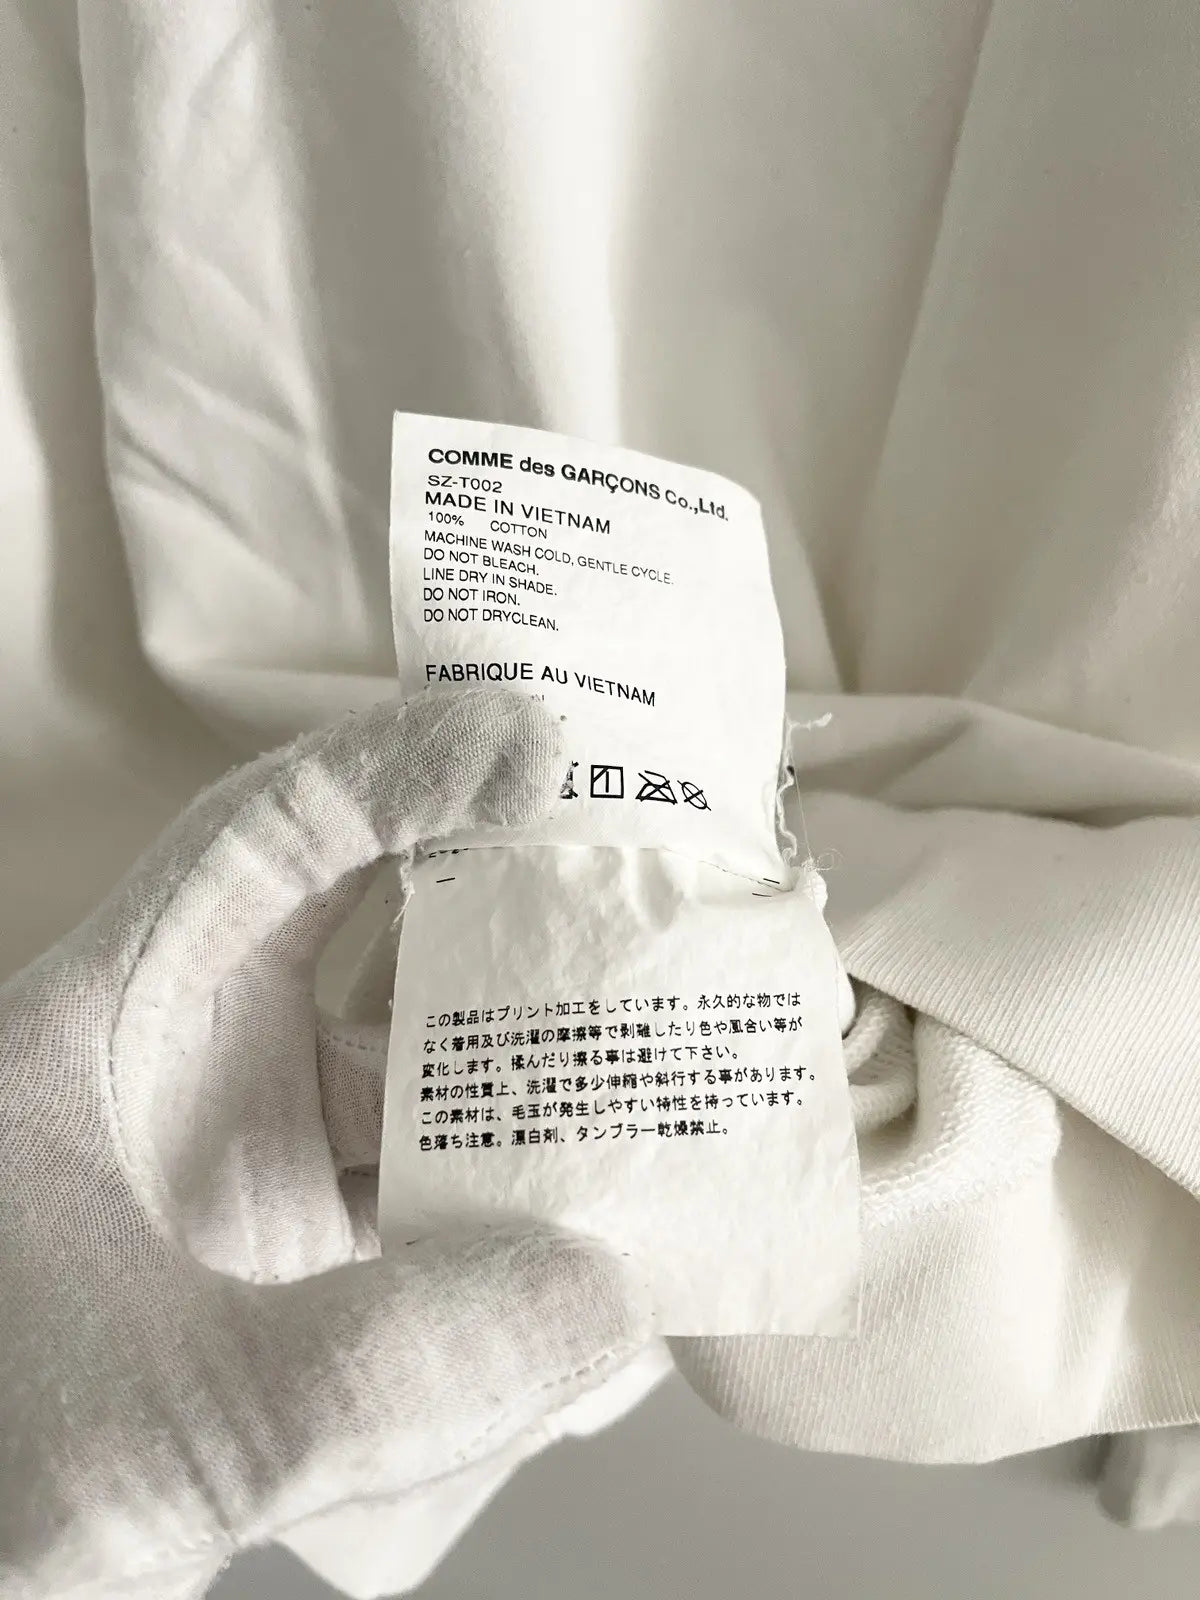 COMME des GARÇONS Co.,Ltd.
SZ-T002
MADE IN VIETNAM
100% COTTON
MACHINE WASH COLD, GENTLE CYCLE.
DO NOT BLEACH.
LINE DRY IN SHADE.
DO NOT IRON.
DO NOT DRYCLEAN.
FABRIQUE AU VIETNAM
この製品はプリント加工をしています。永久的な物では
なく着用及び洗濯の摩擦等で剥離したり色や風合い等が
変化します。揉んだり擦る事は避けて下さい。
素材の性質上、洗濯で多少伸縮や斜行する事があります。
この素材は、毛玉が発生しやすい特性を持っています。
色落ち注意。漂白剤、タンブラー乾燥禁止。